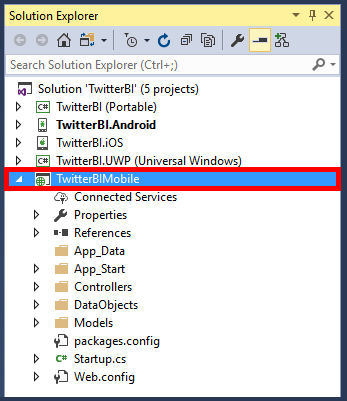 Solution Explorer
Search Solution Explorer (Ctrl+;)
Solution 'TwitterBI' (5 projects)
C# TwitterBI (Portable)
TwitterBI.Android
TwitterBI.iOS
C# TwitterBI.UWP (Universal Windows)
TwitterBIMobile
Connected Services
Properties
References
App_Data
App_Start
Controllers
DataObjects
Models
packages.config
C# Startup.cs
Web.config